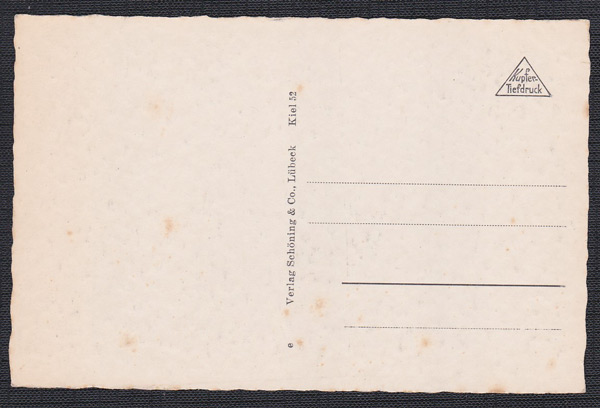 Kupfer-
Tiefdruck
e Verlag Schöning & Co., Lübeck Kiel 52